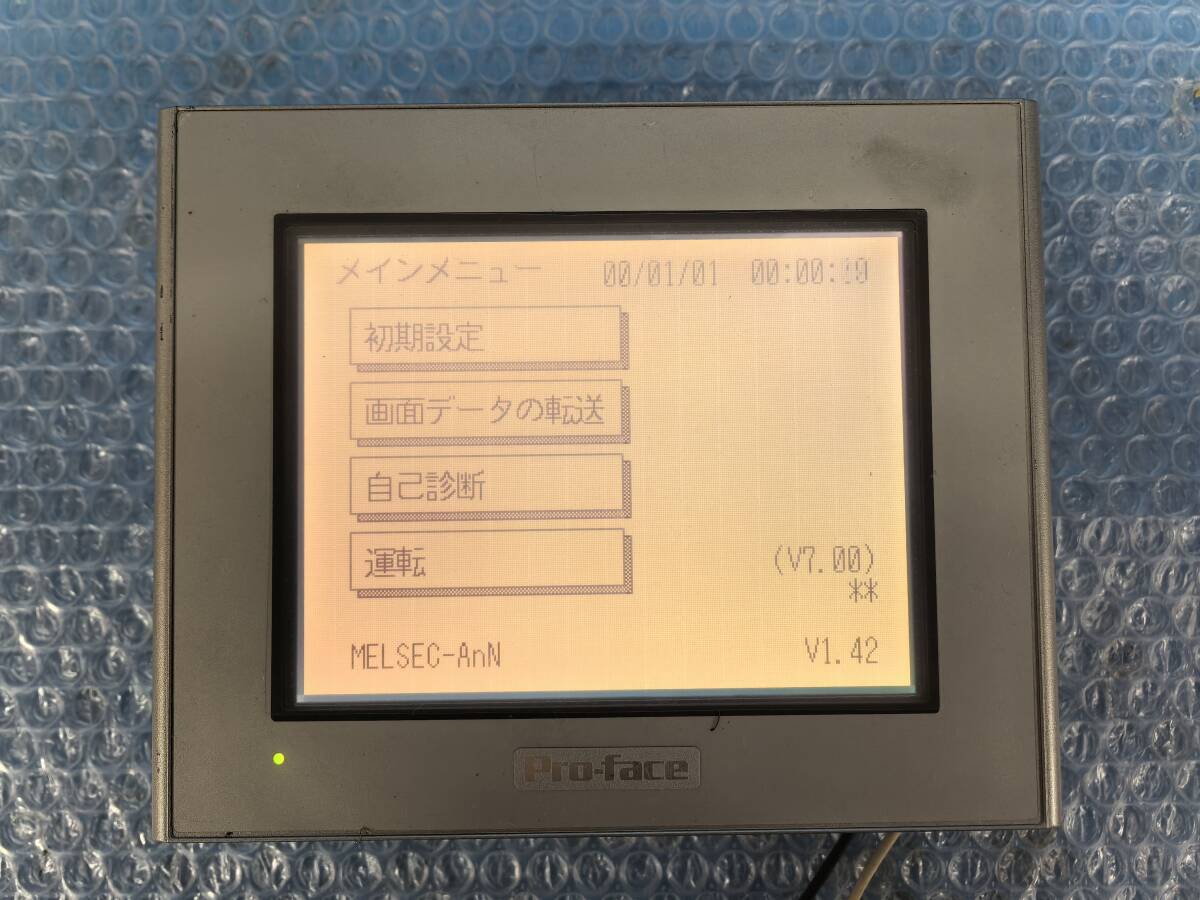 メインメニュー 00/01/01 00:00:19
初期設定
画面データの転送
自己診断
運転
(V7.00)
**
MELSEC-AnN V1.42
Pro-face